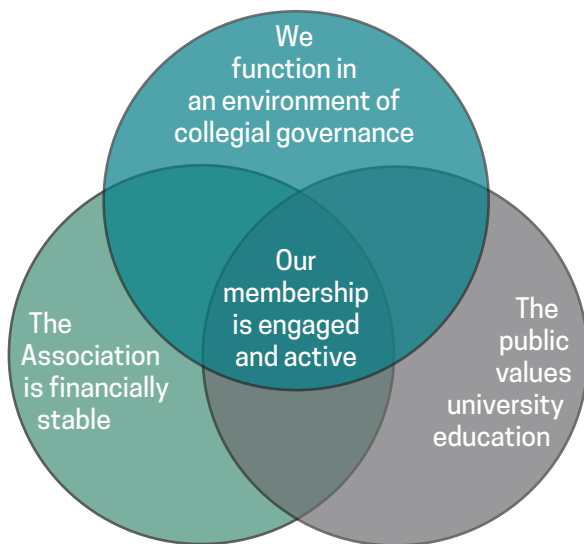 We
function in
an environment of
collegial governance
Our
membership
is engaged
and active
The
Association
is financially
stable
The
public
values
university
education